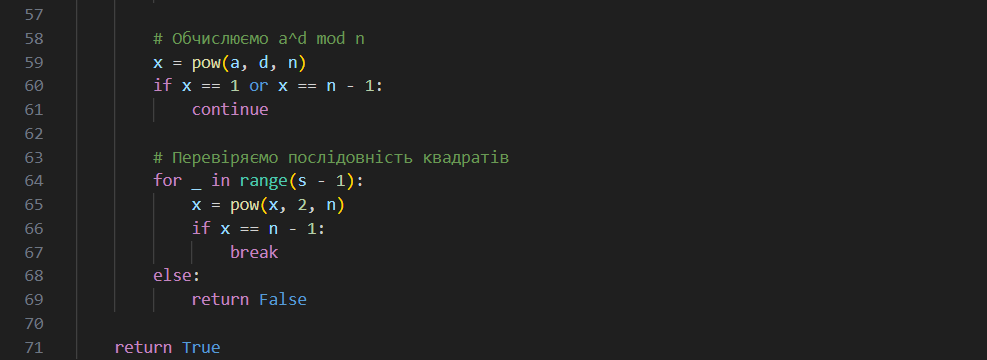 57
58 # Обчислюємо a^d mod n
59 x = pow(a, d, n)
60 if x == 1 or x == n - 1:
61 continue
62
63 # Перевіряємо послідовність квадратів
64 for _ in range(s - 1):
65 x = pow(x, 2, n)
66 if x == n - 1:
67 break
68 else:
69 return False
70
71 return True